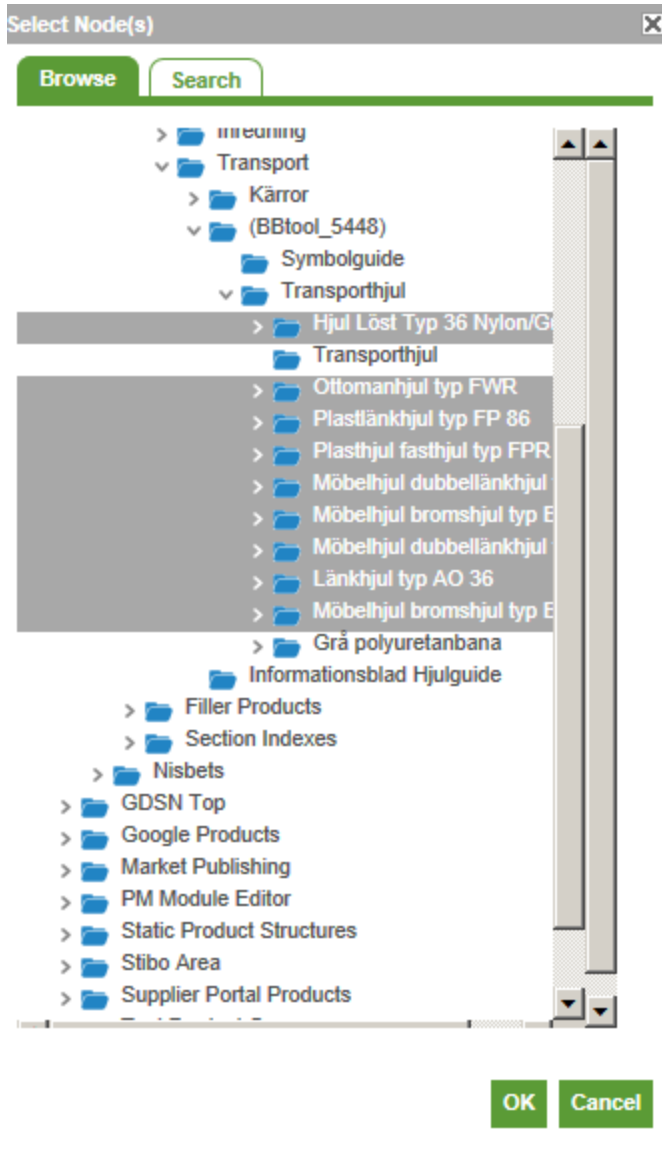 Select Node(s)
Browse
Search
Inredning
Transport
Kärror
(BBtool_5448)
Symbolguide
Transporthjul
Hjul Löst Typ 36 Nylon/G
Transporthjul
Ottomanhjul typ FWR
Plastlänkhjul typ FP 86
Plasthjul fasthjul typ FPR
Möbelhjul dubbellänkhjul
Möbelhjul bromshjul typ E
Möbelhjul dubbellänkhjul
Länkhjul typ AO 36
Möbelhjul bromshjul typ E
Grå polyuretanbana
Informationsblad Hjulguide
Filler Products
Section Indexes
Nisbets
GDSN Top
Google Products
Market Publishing
PM Module Editor
Static Product Structures
Stibo Area
Supplier Portal Products
OK
Cancel